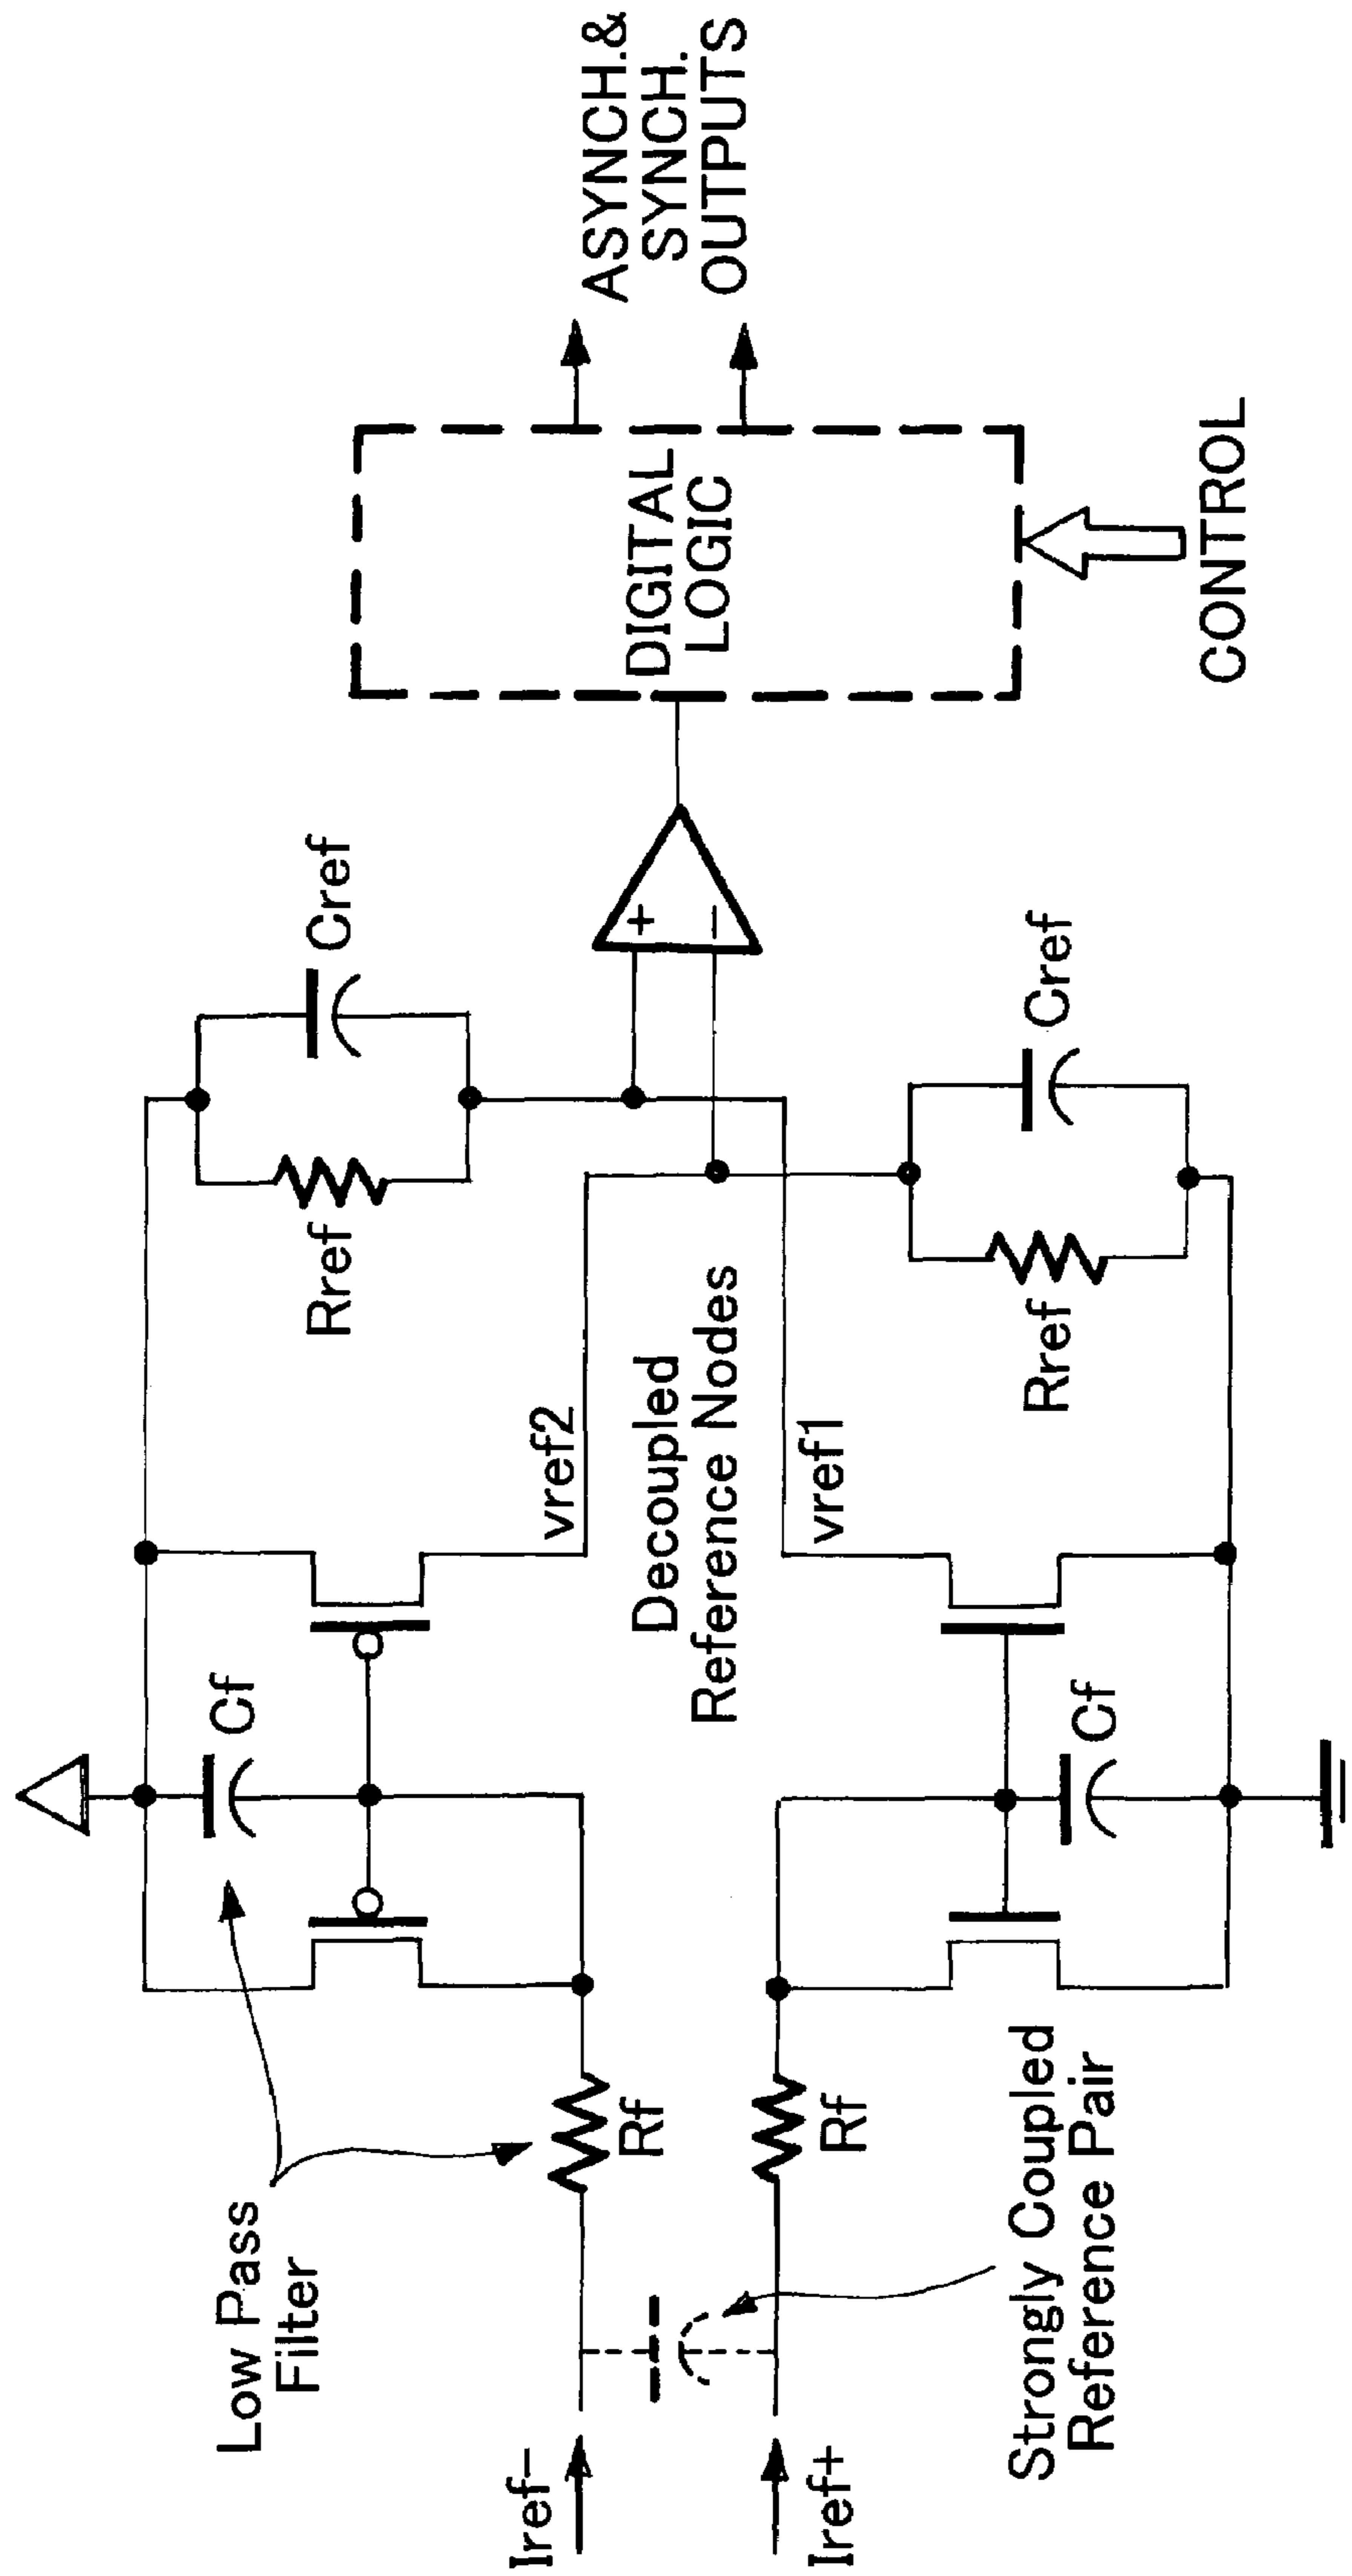 Low Pass
Filter
Cf
Rref
Cref
Iref-
Rf
vref2
Decoupled
Reference Nodes
+
−
DIGITAL
LOGIC
ASYNCH.&
SYNCH.
OUTPUTS
Iref+
Rf
vref1
Strongly Coupled
Reference Pair
Cf
Rref
Cref
CONTROL